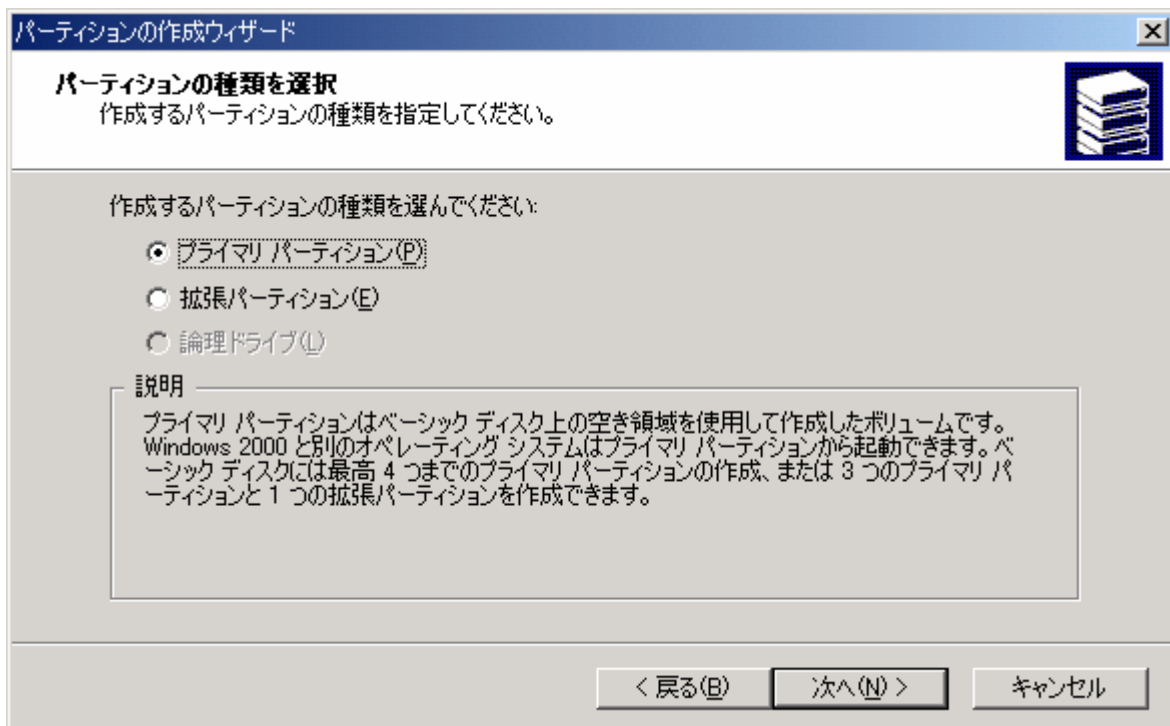 パーティションの作成ウィザード
パーティションの種類を選択
作成するパーティションの種類を指定してください。
作成するパーティションの種類を選んでください:
プライマリ パーティション(P)
拡張パーティション(E)
論理ドライブ(L)
説明
プライマリ パーティションはベーシック ディスク上の空き領域を使用して作成したボリュームです。
Windows 2000 と別のオペレーティング システムはプライマリ パーティションから起動できます。ベ
ーシック ディスクには最高 4 つまでのプライマリ パーティションの作成、または 3 つのプライマリ パ
ーティションと 1 つの拡張パーティションを作成できます。
< 戻る(B)
次へ(N) >
キャンセル